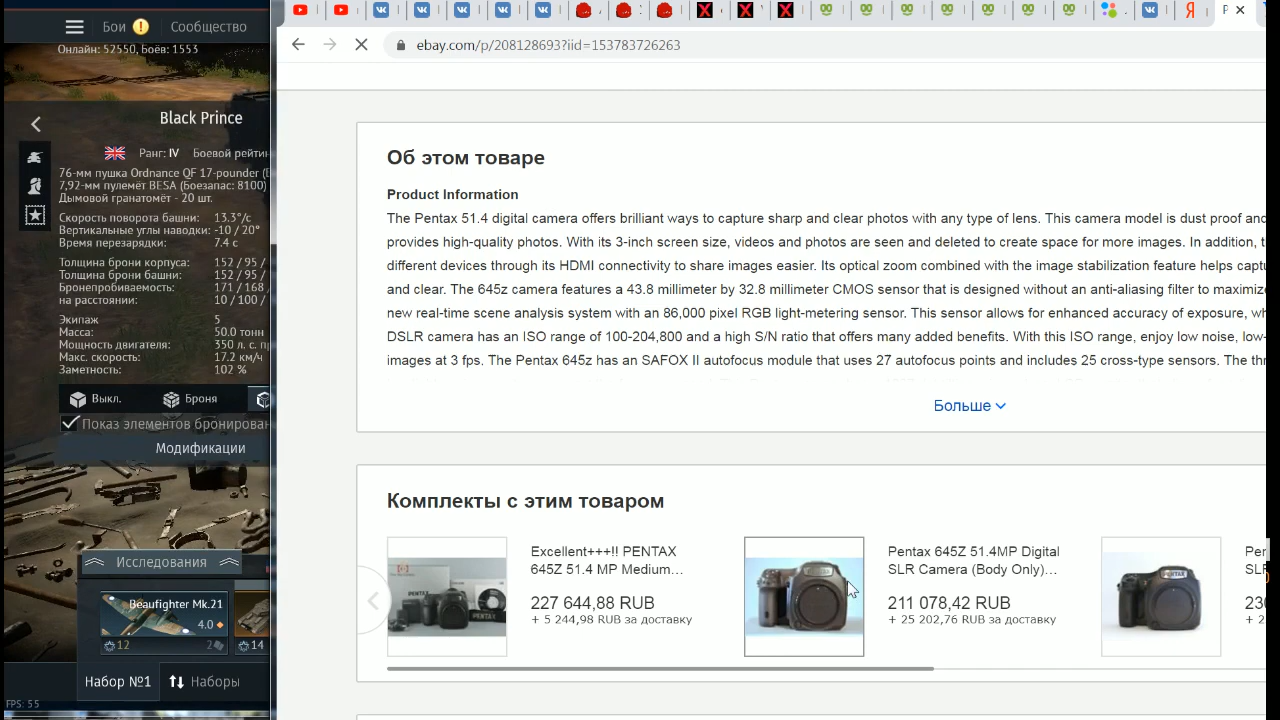 Бои
Сообщество
Онлайн: 52550, Боёв: 1553
Black Prince
Ранг: IV Боевой рейтин
76-мм пушка Ordnance QF 17-pounder (Б
7,92-мм пулемёт BESA (Боезапас: 8100)
Дымовой гранатомёт - 20 шт.
Скорость поворота башни: 13.3°/с
Вертикальные углы наводки: -10 / 20°
Время перезарядки: 7.4 с
Толщина брони корпуса: 152 / 95 /
Толщина брони башни: 152 / 95 /
Бронепробиваемость: 171 / 168 /
на расстоянии: 10 / 100 /
Экипаж 5
Масса: 50.0 тонн
Мощность двигателя: 350 л. с. п
Макс. скорость: 17.2 км/ч
Заметность: 102 %
Выкл.
Броня
Показ элементов бронирован
Модификации
Исследования
Beaufighter Mk.21
4.0
12
2
14
Набор №1
Наборы
FPS: 55
ebay.com/p/208128693?iid=153783726263
Об этом товаре
Product Information
The Pentax 51.4 digital camera offers brilliant ways to capture sharp and clear photos with any type of lens. This camera model is dust proof and
provides high-quality photos. With its 3-inch screen size, videos and photos are seen and deleted to create space for more images. In addition, t
different devices through its HDMI connectivity to share images easier. Its optical zoom combined with the image stabilization feature helps captu
and clear. The 645z camera features a 43.8 millimeter by 32.8 millimeter CMOS sensor that is designed without an anti-aliasing filter to maximize
new real-time scene analysis system with an 86,000 pixel RGB light-metering sensor. This sensor allows for enhanced accuracy of exposure, wh
DSLR camera has an ISO range of 100-204,800 and a high S/N ratio that offers many added benefits. With this ISO range, enjoy low noise, low-
images at 3 fps. The Pentax 645z has an SAFOX II autofocus module that uses 27 autofocus points and includes 25 cross-type sensors. The thr
Больше
Комплекты с этим товаром
Excellent+++!! PENTAX
645Z 51.4 MP Medium...
227 644,88 RUB
+ 5 244,98 RUB за доставку
Pentax 645Z 51.4MP Digital
SLR Camera (Body Only)...
211 078,42 RUB
+ 25 202,76 RUB за доставку
PENTAX
Pen
SLR
230
+ 2